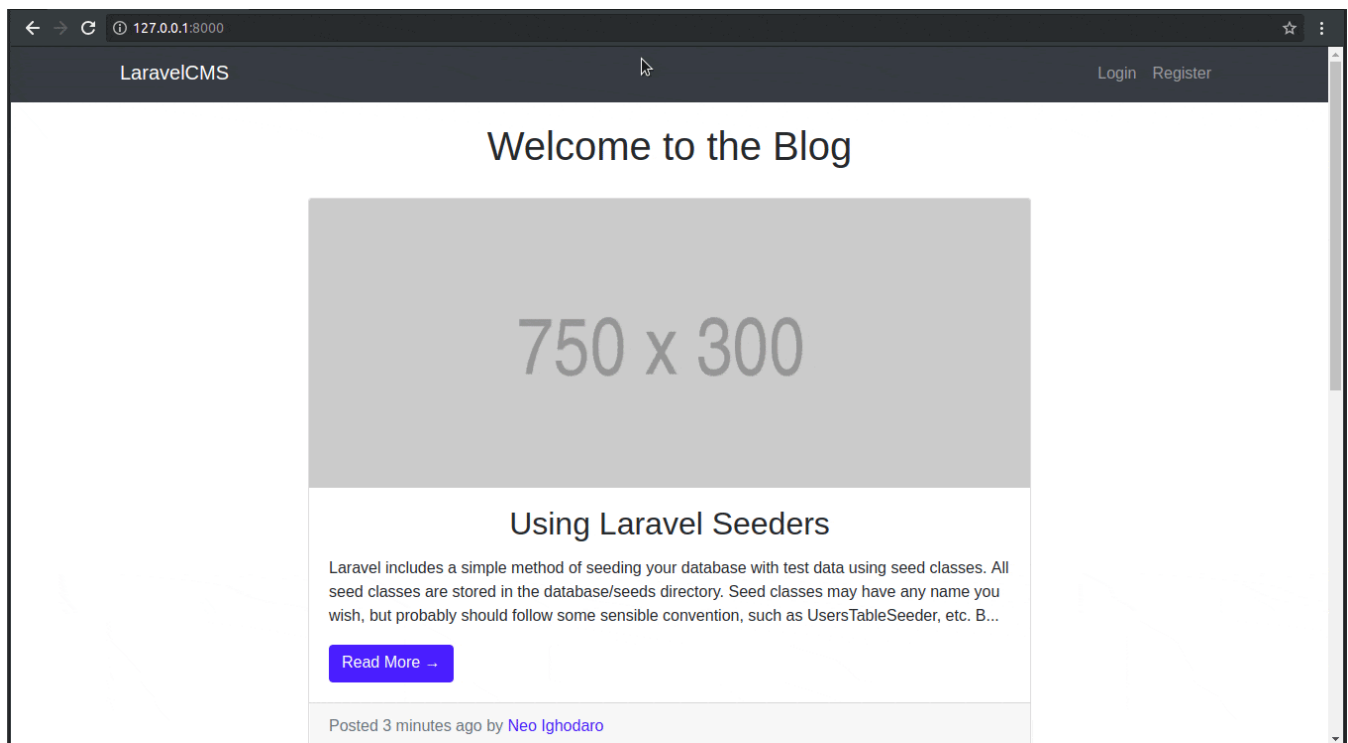 127.0.0.1:8000
LaravelCMS
Login Register
Welcome to the Blog
750 x 300
Using Laravel Seeders
Laravel includes a simple method of seeding your database with test data using seed classes. All
seed classes are stored in the database/seeds directory. Seed classes may have any name you
wish, but probably should follow some sensible convention, such as UsersTableSeeder, etc. B...
Read More →
Posted 3 minutes ago by Neo Ighodaro